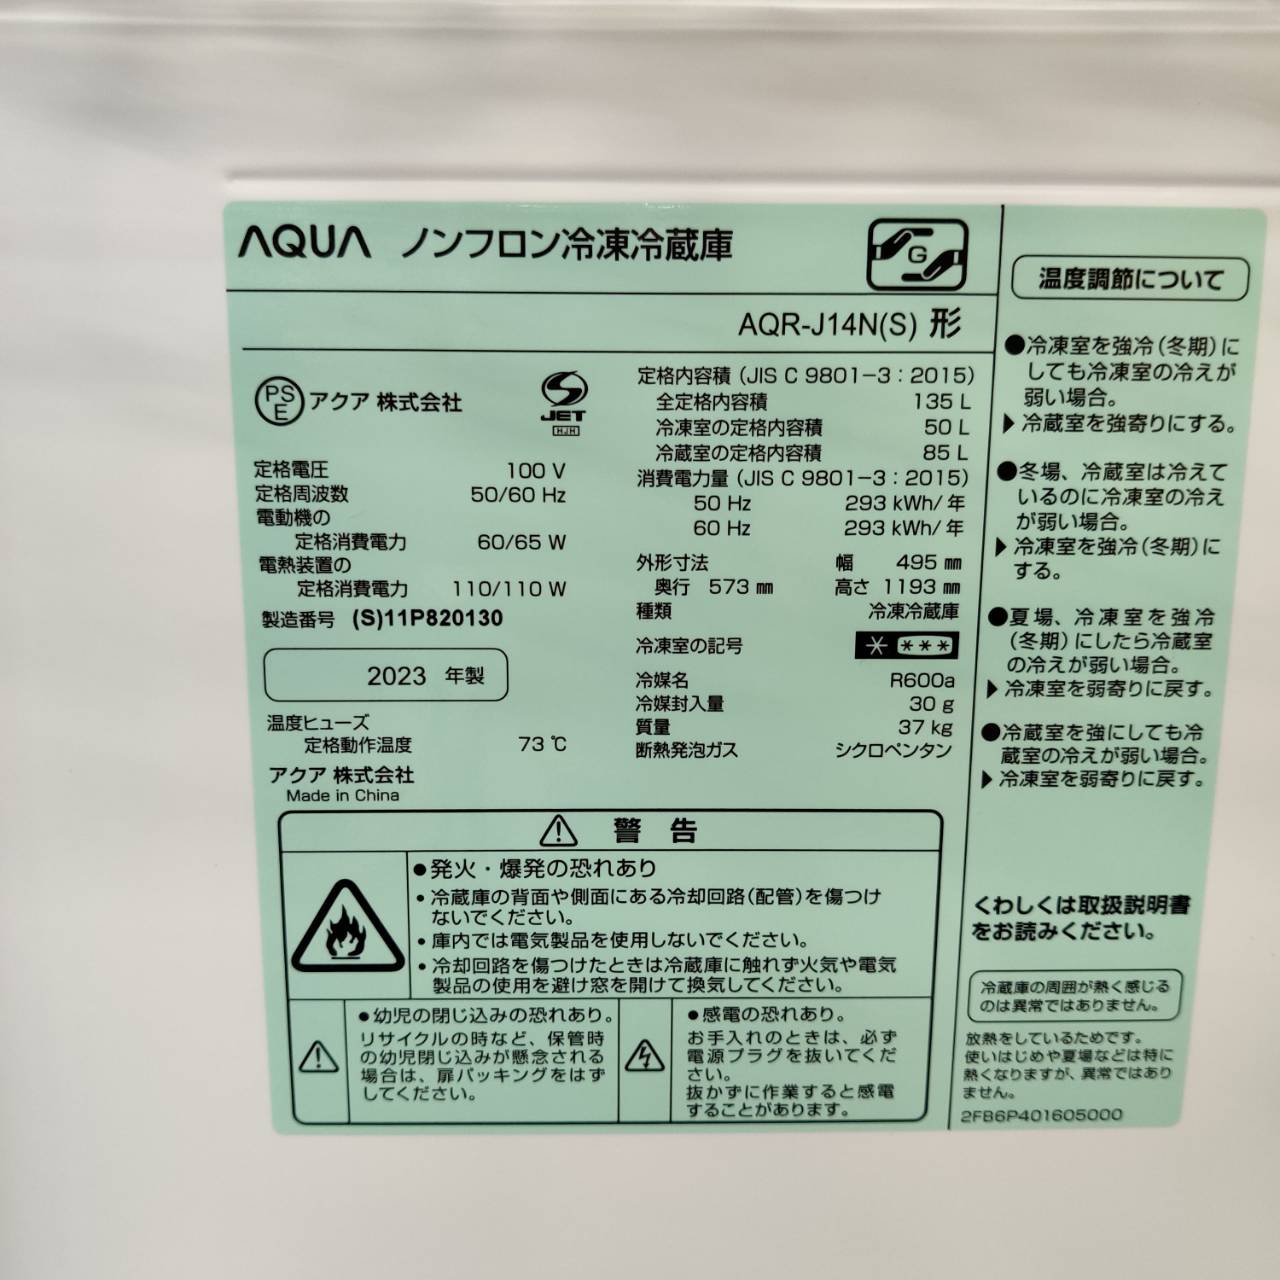 AQUA ノンフロン冷凍冷蔵庫
G
AQR-J14N(S) 形
PS
E
アクア 株式会社
S
JET
HJH
定格電圧 100 V
定格周波数 50/60 Hz
電動機の
定格消費電力 60/65 W
電熱装置の
定格消費電力 110/110 W
製造番号 (S)11P820130
2023 年製
温度ヒューズ
定格動作温度 73 ℃
アクア 株式会社
Made in China
定格内容積 (JIS C 9801-3:2015)
全定格内容積 135 L
冷凍室の定格内容積 50 L
冷蔵室の定格内容積 85 L
消費電力量 (JIS C 9801-3:2015)
50 Hz 293 kWh/年
60 Hz 293 kWh/年
外形寸法 幅 495 ㎜
奥行 573 ㎜ 高さ 1193 ㎜
種類 冷凍冷蔵庫
冷凍室の記号 * ***
冷媒名 R600a
冷媒封入量 30 g
質量 37 kg
断熱発泡ガス シクロペンタン
⚠ 警 告
●発火・爆発の恐れあり
・冷蔵庫の背面や側面にある冷却回路(配管)を傷つけ
ないでください。
・庫内では電気製品を使用しないでください。
・冷却回路を傷つけたときは冷蔵庫に触れず火気や電気
製品の使用を避け窓を開けて換気してください。
●幼児の閉じ込みの恐れあり。
リサイクルの時など、保管時
の幼児閉じ込みが懸念される
場合は、扉パッキングをはず
してください。
●感電の恐れあり。
お手入れのときは、必ず
電源プラグを抜いてくだ
さい。
抜かずに作業すると感電
することがあります。
温度調節について
●冷凍室を強冷(冬期)に
しても冷凍室の冷えが
弱い場合。
▶冷蔵室を強寄りにする。
●冬場、冷蔵室は冷えて
いるのに冷凍室の冷え
が弱い場合。
▶冷凍室を強冷(冬期)に
する。
●夏場、冷凍室を強冷
(冬期)にしたら冷蔵室
の冷えが弱い場合。
▶冷凍室を弱寄りに戻す。
●冷蔵室を強にしても冷
蔵室の冷えが弱い場合。
▶冷凍室を弱寄りに戻す。
くわしくは取扱説明書
をお読みください。
冷蔵庫の周囲が熱く感じる
のは異常ではありません。
放熱をしているためです。
使いはじめや夏場などは特に
熱くなりますが、異常ではあり
ません。
2FB6P401605000